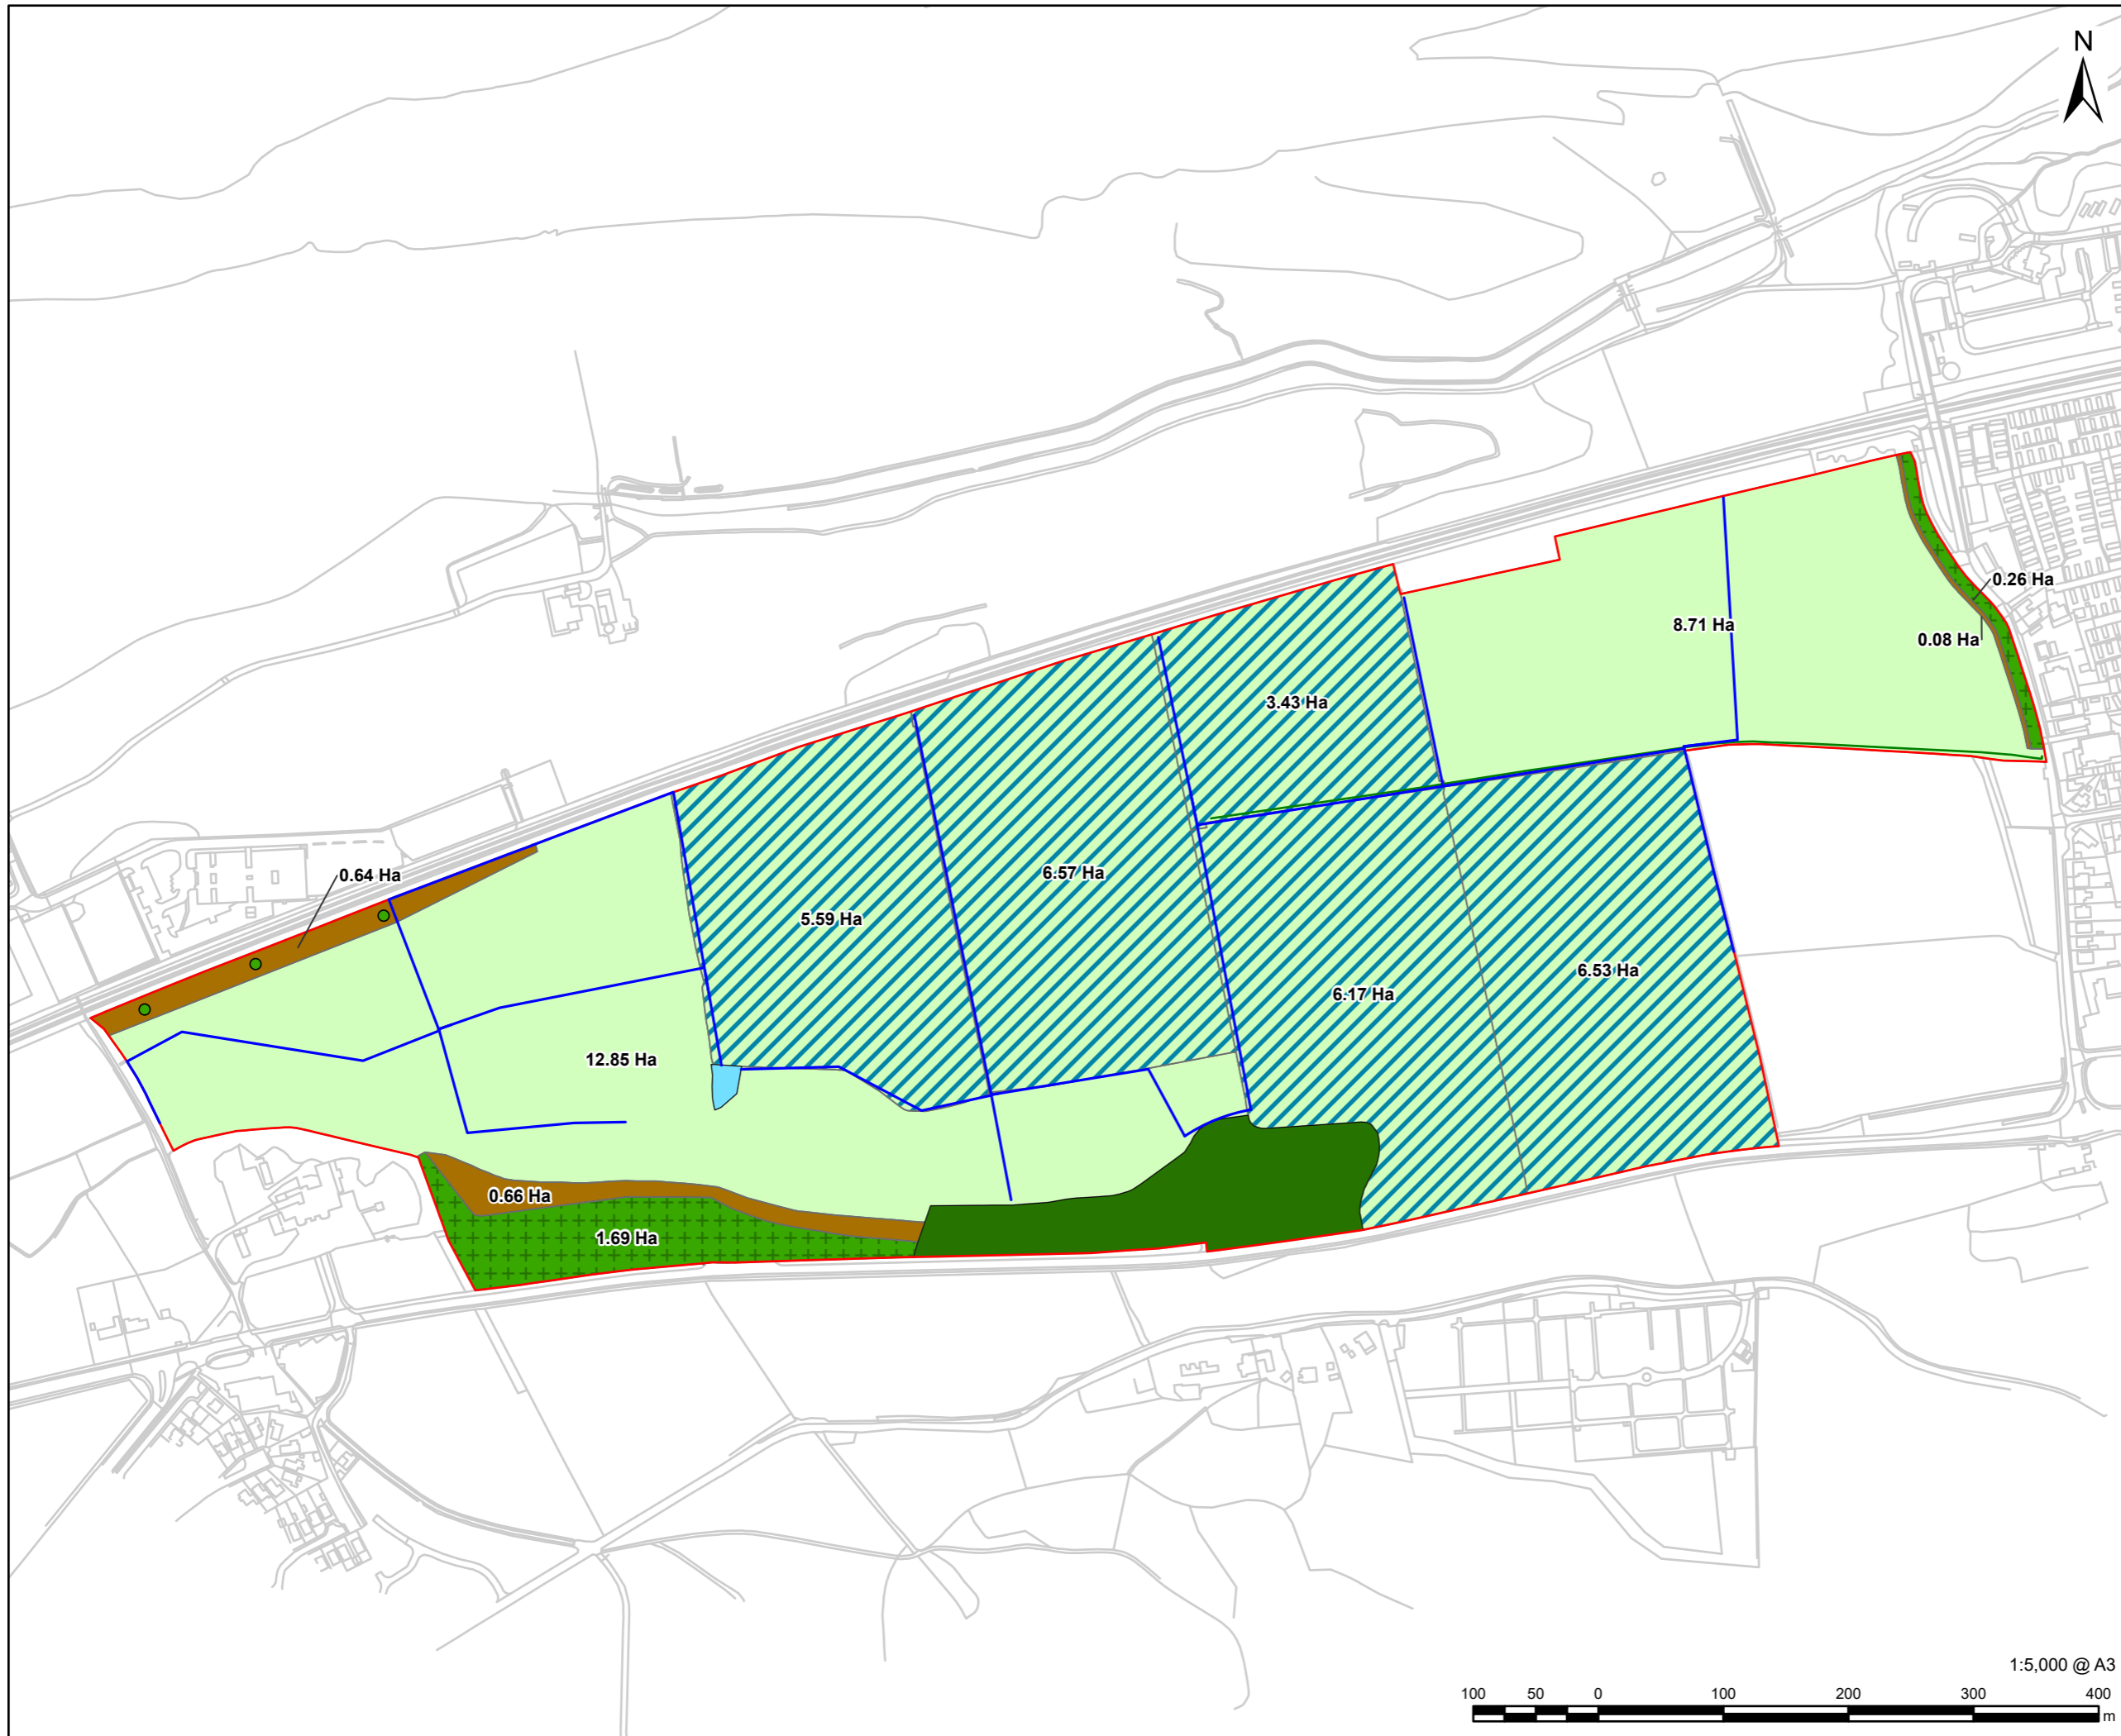 N
0.26 Ha
8.71 Ha
0.08 Ha
3.43 Ha
0.64 Ha
6.57 Ha
5.59 Ha
6.53 Ha
6.17 Ha
12.85 Ha
0.66 Ha
1.69 Ha
1:5,000 @ A3
100 50 0 100 200 300 400
m